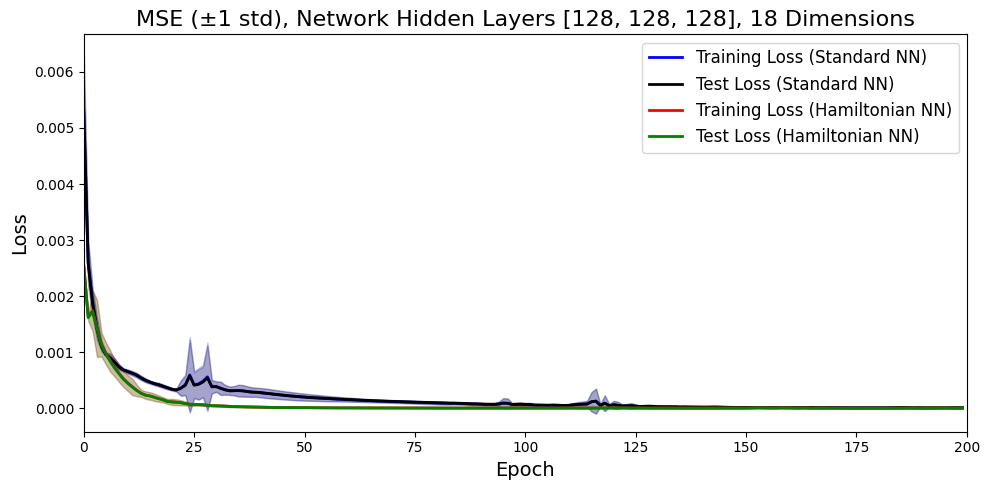 MSE (±1 std), Network Hidden Layers [128, 128, 128], 18 Dimensions
Training Loss (Standard NN)
Test Loss (Standard NN)
Training Loss (Hamiltonian NN)
Test Loss (Hamiltonian NN)
Loss
0.006
0.005
0.004
0.003
0.002
0.001
0.000
0 25 50 75 100 125 150 175 200
Epoch